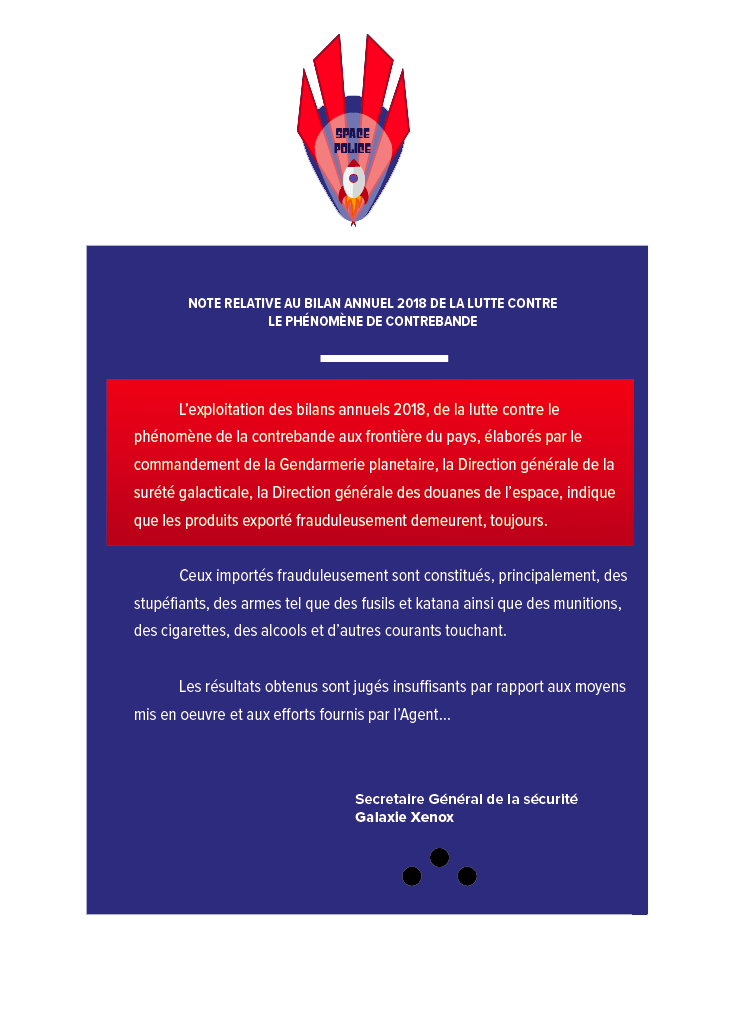 SPACE
POLICE
NOTE RELATIVE AU BILAN ANNUEL 2018 DE LA LUTTE CONTRE
LE PHÉNOMÈNE DE CONTREBANDE
L'exploitation des bilans annuels 2018, de la lutte contre le
phénomène de la contrebande aux frontière du pays, élaborés par le
commandement de la Gendarmerie planetaire, la Direction générale de la
surété galacticale, la Direction générale des douanes de l'espace, indique
que les produits exporté frauduleusement demeurent, toujours.
Ceux importés frauduleusement sont constitués, principalement, des
stupéfiants, des armes tel que des fusils et katana ainsi que des munitions,
des cigarettes, des alcools et d'autres courants touchant.
Les résultats obtenus sont jugés insuffisants par rapport aux moyens
mis en oeuvre et aux efforts fournis par l'Agent...
Secretaire Général de la sécurité
Galaxie Xenox